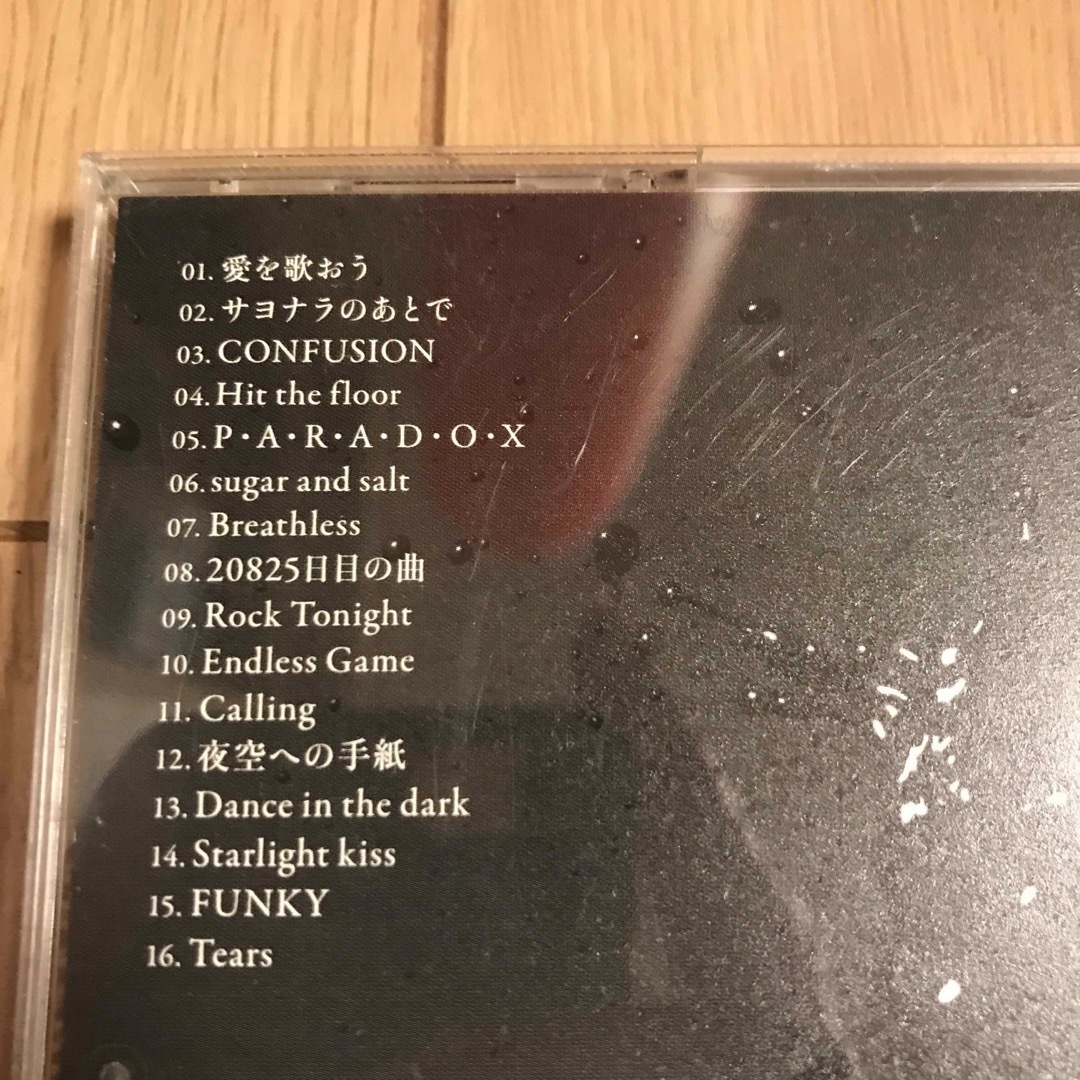 01. 愛を歌おう
02. サヨナラのあとで
03. CONFUSION
04. Hit the floor
05. P・A・R・A・D・O・X
06. sugar and salt
07. Breathless
08. 20825日目の曲
09. Rock Tonight
10. Endless Game
11. Calling
12. 夜空への手紙
13. Dance in the dark
14. Starlight kiss
15. FUNKY
16. Tears